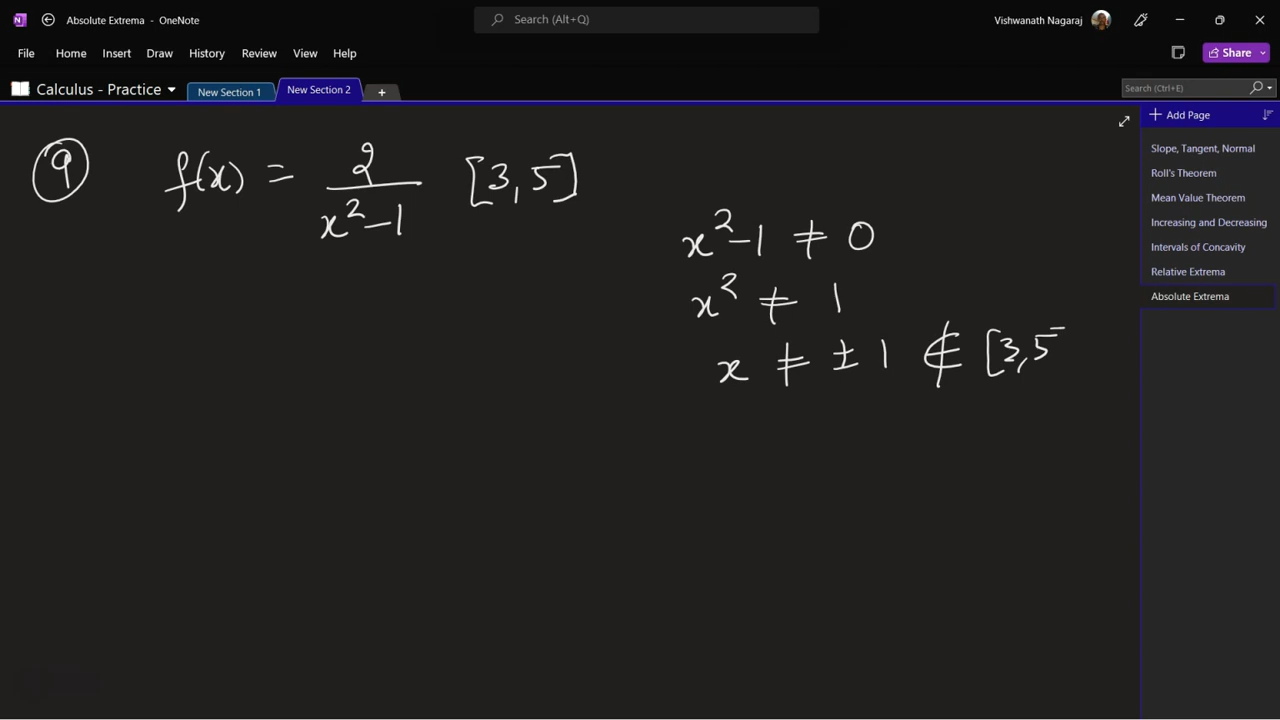 Absolute Extrema - OneNote
Search (Alt+Q)
Vishwanath Nagaraj
File Home Insert Draw History Review View Help
Share
Calculus - Practice
New Section 1
New Section 2
+
Search (Ctrl+E)
+ Add Page
Slope, Tangent, Normal
Roll's Theorem
Mean Value Theorem
Increasing and Decreasing
Intervals of Concavity
Relative Extrema
Absolute Extrema
9 f(x) = 2/(x²-1) [3,5]
x²-1 ≠ 0
x² ≠ 1
x ≠ ±1 ∉ [3,5